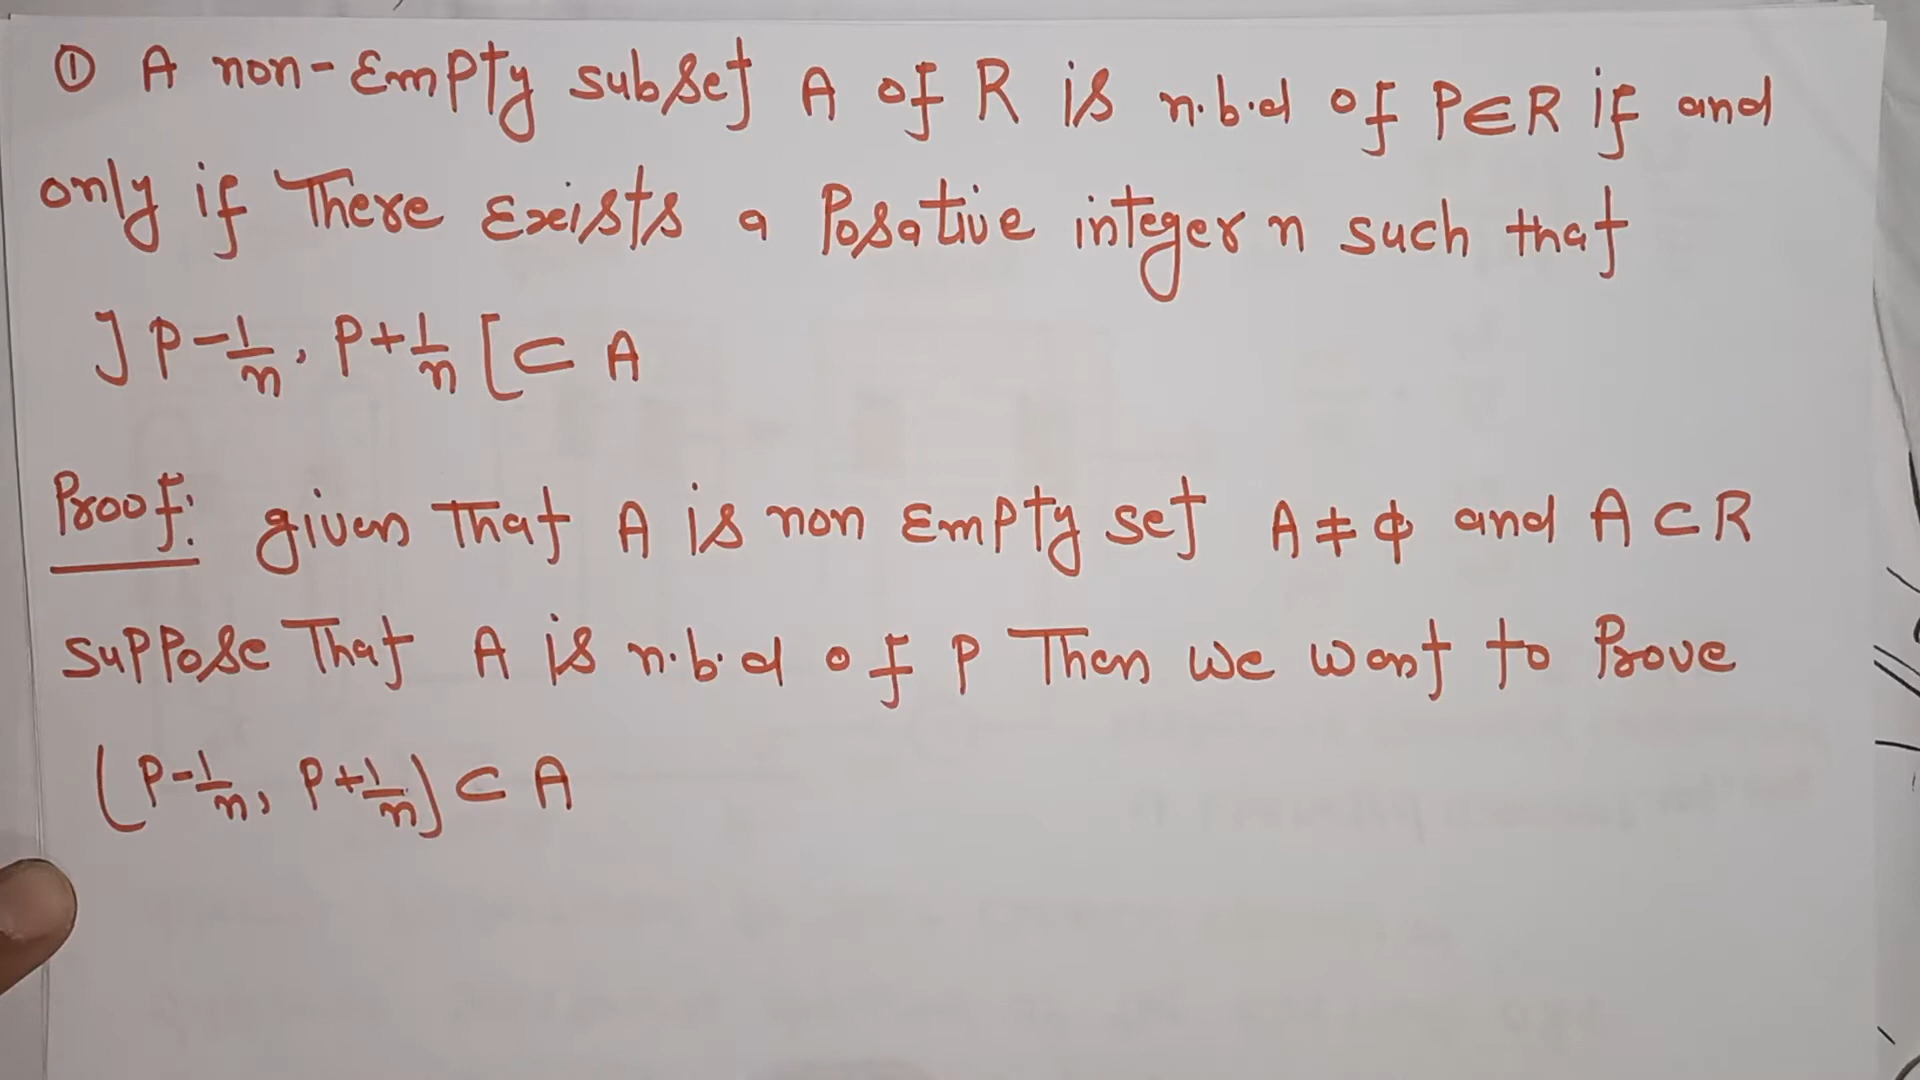 ① A non-Empty subset A of R is n.b.d of P∈R if and
only if There Exists a Posative integer n such that
]P-1/n, P+1/n[ ⊂ A
Proof: given That A is non Empty set A≠ϕ and A⊂R
suppose That A is n.b.d of P Then we want to Prove
(P-1/n, P+1/n) ⊂ A